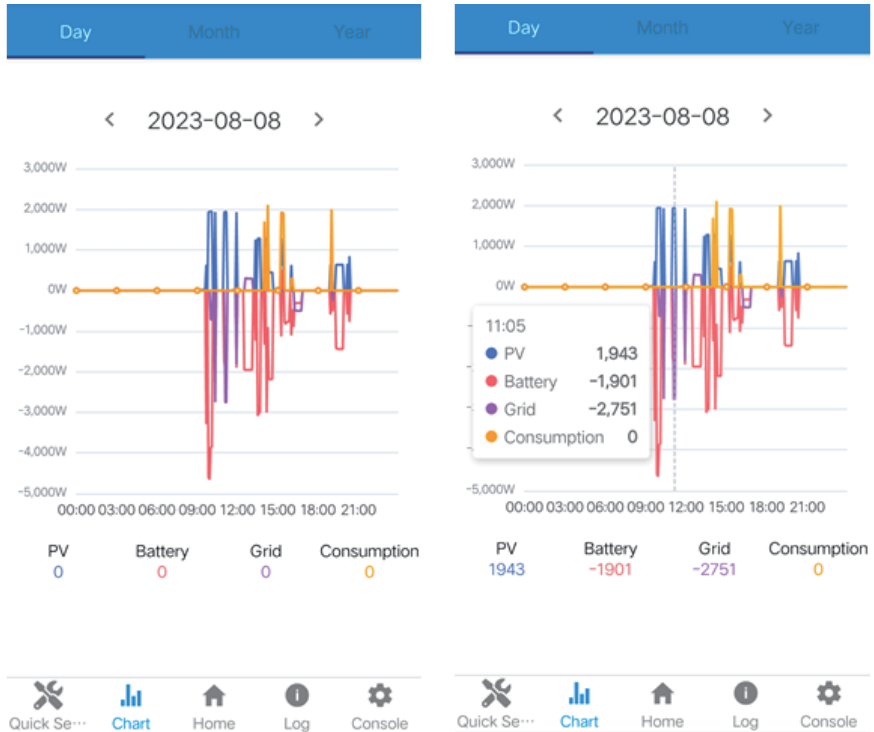 Day Month Year
2023-08-08
3,000W
2,000W
1,000W
0W
-1,000W
-2,000W
-3,000W
-4,000W
-5,000W
00:00 03:00 06:00 09:00 12:00 15:00 18:00 21:00
PV Battery Grid Consumption
0 0 0 0
Quick Se··· Chart Home Log Console
Day Month Year
2023-08-08
3,000W
2,000W
1,000W
0W
11:05
PV 1,943
Battery -1,901
Grid -2,751
Consumption 0
-5,000W
00:00 03:00 06:00 09:00 12:00 15:00 18:00 21:00
PV Battery Grid Consumption
1943 -1901 -2751 0
Quick Se··· Chart Home Log Console